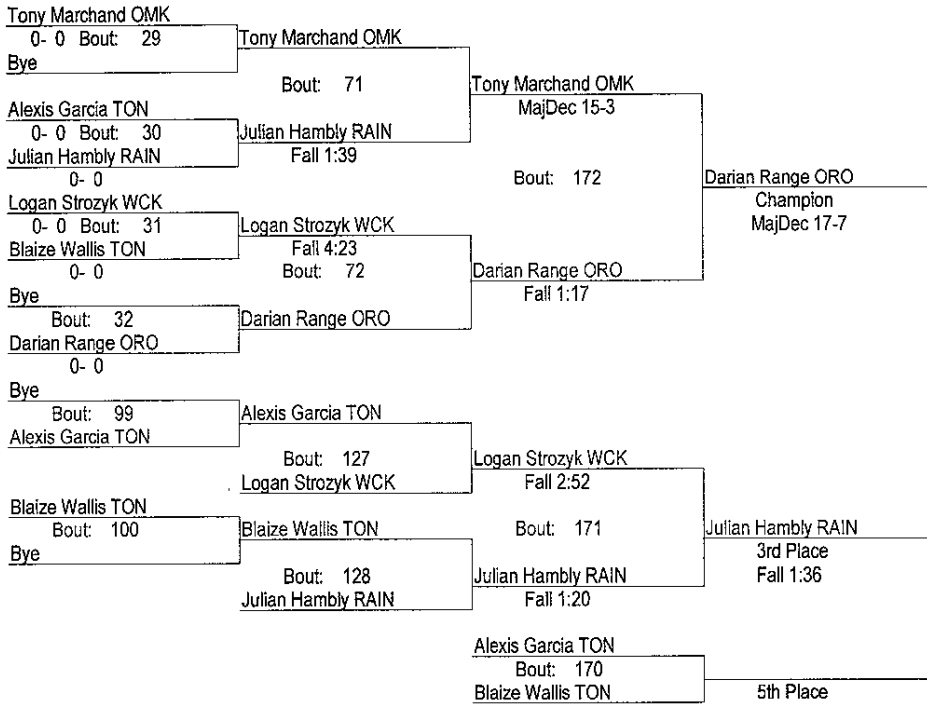 Tony Marchand OMK
0- 0 Bout: 29
Bye
Tony Marchand OMK
Bout: 71
Alexis Garcia TON
0- 0 Bout: 30
Julian Hambly RAIN
0- 0
Julian Hambly RAIN
Fall 1:39
Tony Marchand OMK
MajDec 15-3
Bout: 172
Logan Strozyk WCK
0- 0 Bout: 31
Blaize Wallis TON
0- 0
Logan Strozyk WCK
Fall 4:23
Bout: 72
Bye
Bout: 32
Darian Range ORO
0- 0
Darian Range ORO
Darian Range ORO
Fall 1:17
Darian Range ORO
Champion
MajDec 17-7
Bye
Bout: 99
Alexis Garcia TON
Alexis Garcia TON
Bout: 127
Logan Strozyk WCK
Logan Strozyk WCK
Fall 2:52
Bout: 171
Blaize Wallis TON
Bout: 100
Bye
Blaize Wallis TON
Bout: 128
Julian Hambly RAIN
Julian Hambly RAIN
Fall 1:20
Julian Hambly RAIN
3rd Place
Fall 1:36
Alexis Garcia TON
Bout: 170
Blaize Wallis TON
5th Place